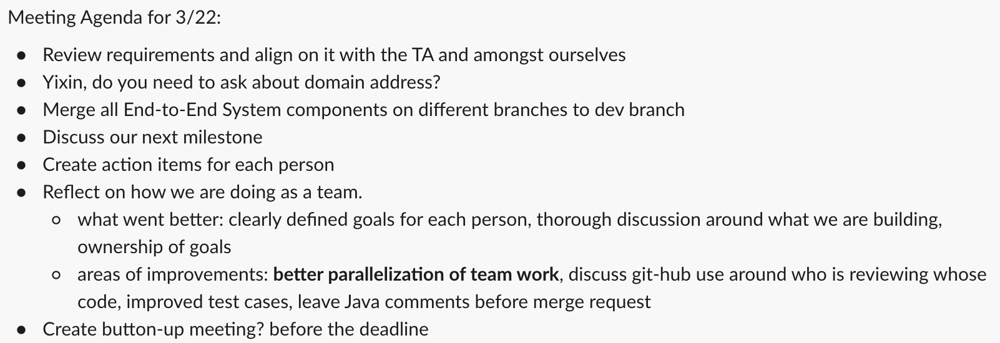 Meeting Agenda for 3/22:
● Review requirements and align on it with the TA and amongst ourselves
● Yixin, do you need to ask about domain address?
● Merge all End-to-End System components on different branches to dev branch
● Discuss our next milestone
● Create action items for each person
● Reflect on how we are doing as a team.
○ what went better: clearly defined goals for each person, thorough discussion around what we are building,
ownership of goals
○ areas of improvements: better parallelization of team work, discuss git-hub use around who is reviewing whose
code, improved test cases, leave Java comments before merge request
● Create button-up meeting? before the deadline